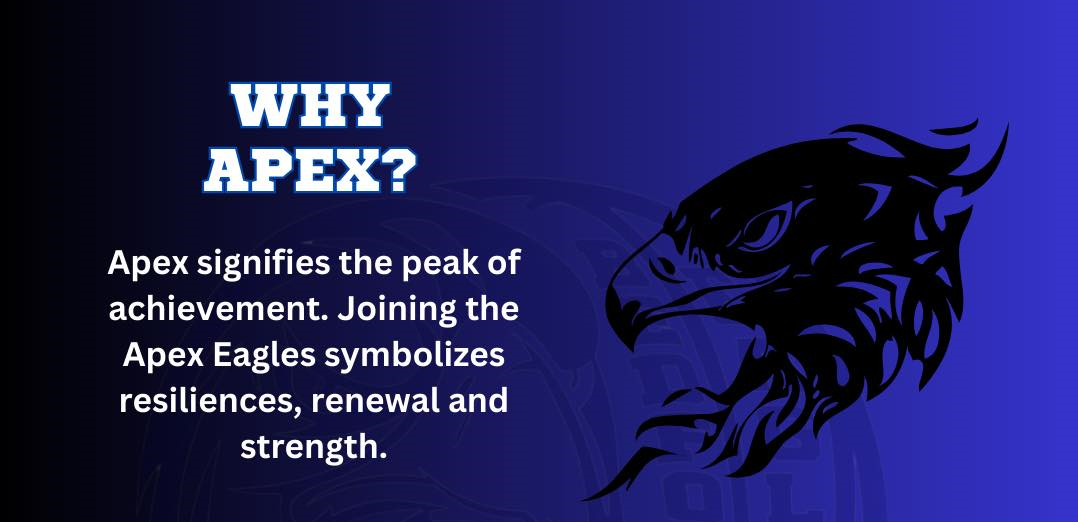 WHY
APEX?
Apex signifies the peak of
achievement. Joining the
Apex Eagles symbolizes
resiliences, renewal and
strength.